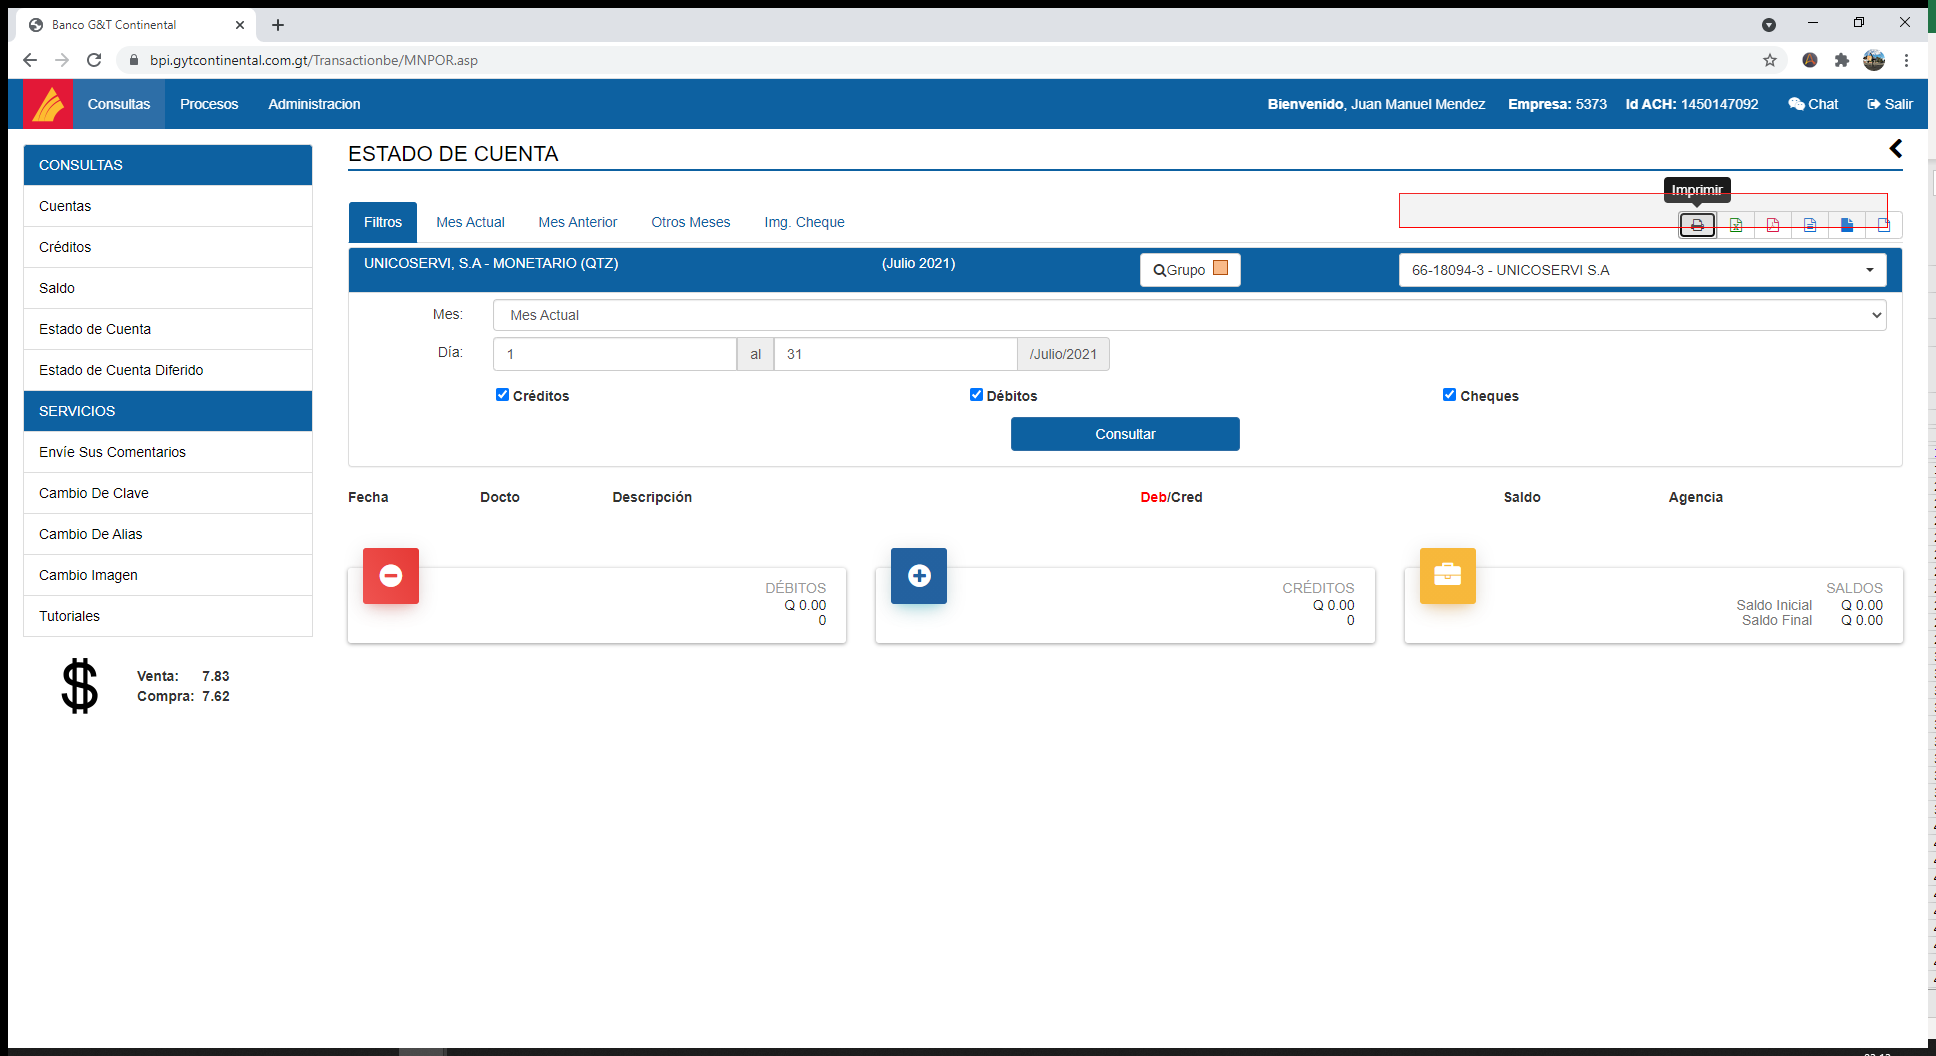 Banco G&T Continental
bpi.gytcontinental.com.gt/Transactionbe/MNPOR.asp
Consultas Procesos Administracion Bienvenido, Juan Manuel Mendez Empresa: 5373 Id ACH: 1450147092 Chat Salir
CONSULTAS
Cuentas
Créditos
Saldo
Estado de Cuenta
Estado de Cuenta Diferido
SERVICIOS
Envíe Sus Comentarios
Cambio De Clave
Cambio De Alias
Cambio Imagen
Tutoriales
$
Venta: 7.83
Compra: 7.62
ESTADO DE CUENTA
Imprimir
Filtros Mes Actual Mes Anterior Otros Meses Img. Cheque
UNICOSERVI, S.A - MONETARIO (QTZ) (Julio 2021) Grupo 66-18094-3 - UNICOSERVI S.A
Mes: Mes Actual
Día: 1 al 31 /Julio/2021
Créditos Débitos Cheques
Consultar
Fecha Docto Descripción Deb/Cred Saldo Agencia
DÉBITOS
Q 0.00
0
CRÉDITOS
Q 0.00
0
SALDOS
Saldo Inicial Q 0.00
Saldo Final Q 0.00